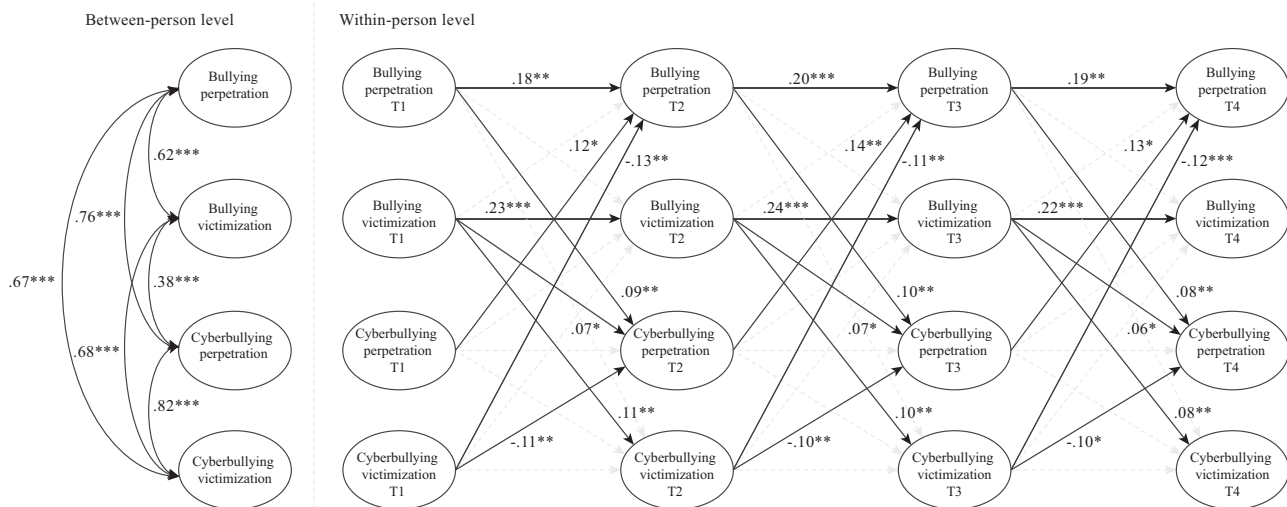 Between-person level
Within-person level
Bullying
perpetration
Bullying
victimization
Cyberbullying
perpetration
Cyberbullying
victimization
.62***
.76***
.38***
.67***
.68***
.82***
Bullying
perpetration
T1
Bullying
victimization
T1
Cyberbullying
perpetration
T1
Cyberbullying
victimization
T1
.18**
.12*
-.13**
.23***
.09**
.07*
.11**
-.11**
Bullying
perpetration
T2
Bullying
victimization
T2
Cyberbullying
perpetration
T2
Cyberbullying
victimization
T2
.20***
.14**
-.11**
.24***
.10**
.07*
.10**
-.10**
Bullying
perpetration
T3
Bullying
victimization
T3
Cyberbullying
perpetration
T3
Cyberbullying
victimization
T3
.19**
.13*
-.12***
.22***
.08**
.06*
.08**
-.10*
Bullying
perpetration
T4
Bullying
victimization
T4
Cyberbullying
perpetration
T4
Cyberbullying
victimization
T4